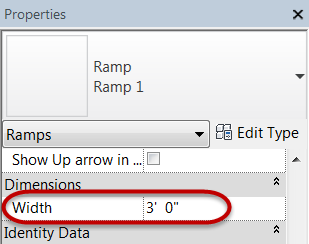 Properties
Ramp
Ramp 1
Ramps
Edit Type
Show Up arrow in ...
Dimensions
Width 3' 0"
Identity Data